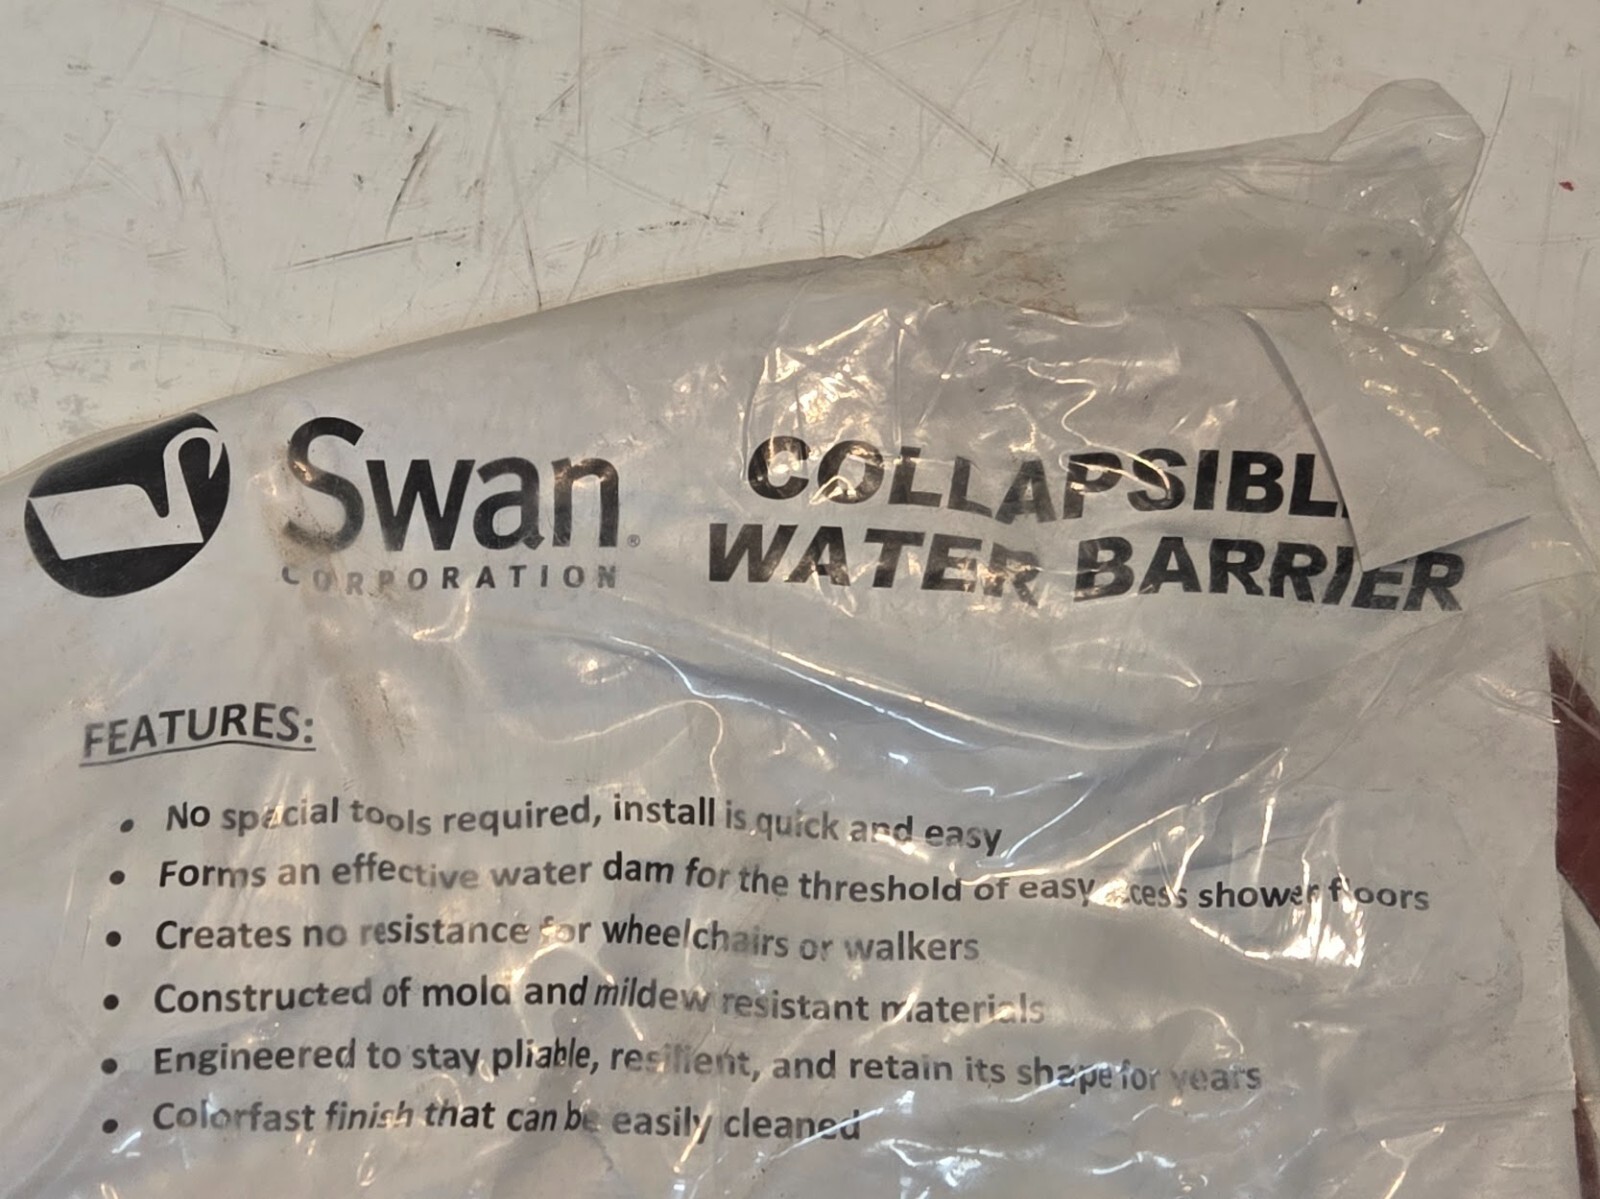 Swan®
CORPORATION
COLLAPSIBL
WATER BARRIER
FEATURES:
• No special tools required, install is quick and easy
• Forms an effective water dam for the threshold of easy shower floors
• Creates no resistance for wheelchairs or walkers
• Constructed of mold and mildew resistant materials
• Engineered to stay pliable, resilient, and retain its shape for years
• Colorfast finish that can be easily cleaned